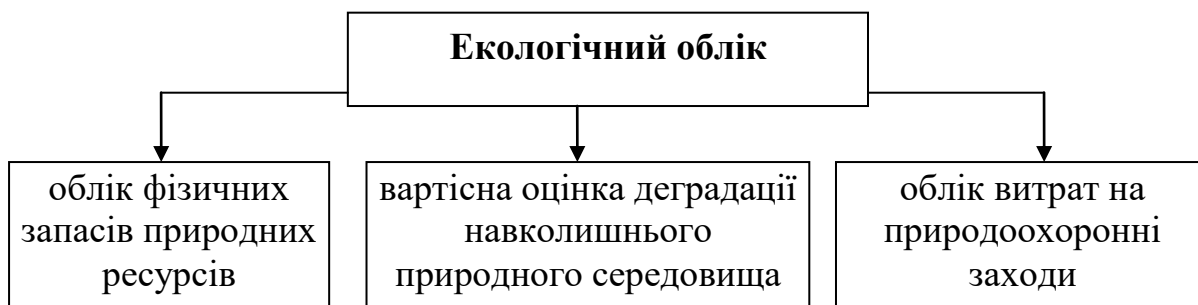 Екологічний облік
облік фізичних
запасів природних
ресурсів
вартісна оцінка деградації
навколишнього
природного середовища
облік витрат на
природоохоронні
заходи